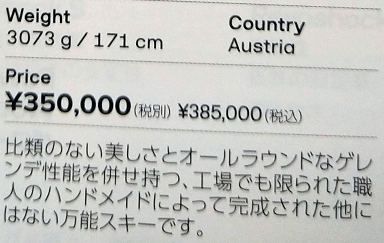 Weight
3073 g / 171 cm
Country
Austria
Price
¥350,000(税別) ¥385,000(税込)
比類のない美しさとオールラウンドなゲレ
ンデ性能を併せ持つ、工場でも限られた職
人のハンドメイドによって完成された他に
はない万能スキーです。